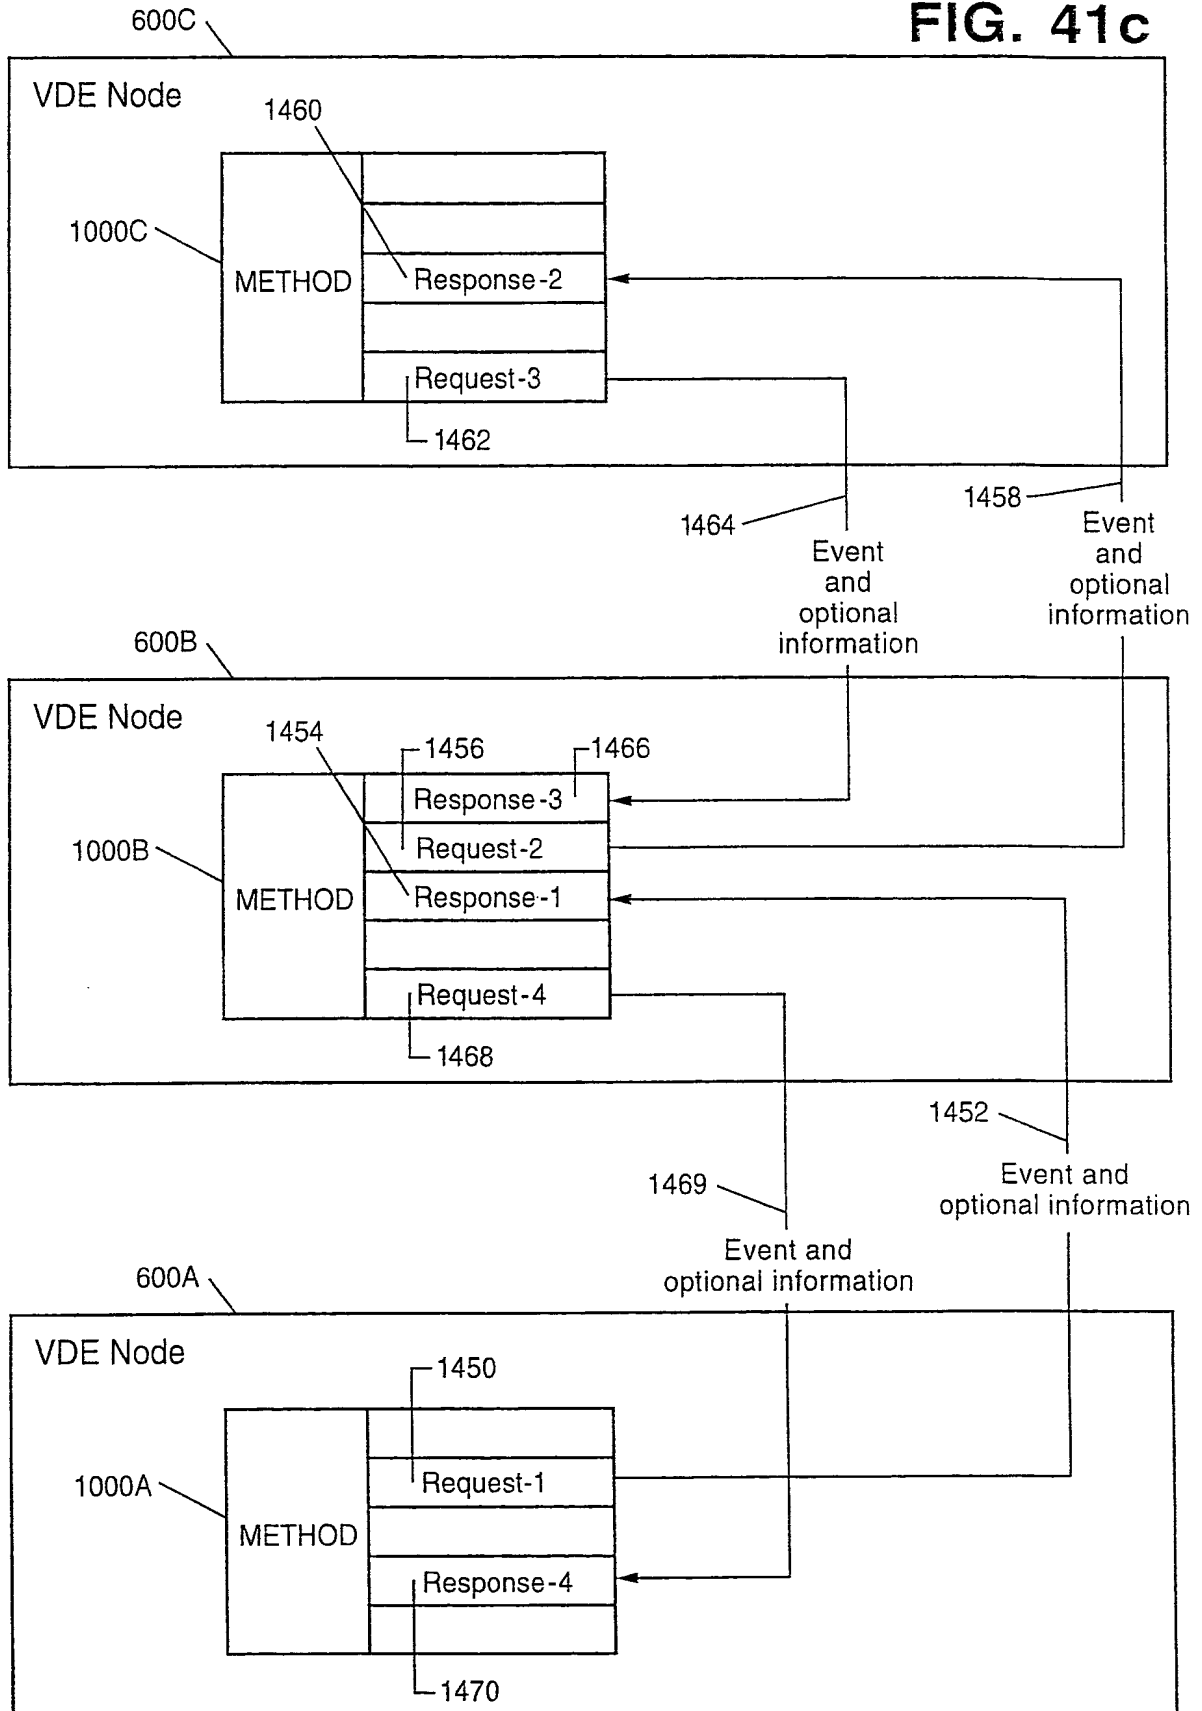 FIG. 41c
600C
VDE Node
1460
1000C
METHOD
Response-2
Request-3
1462
1464
1458
Event
and
optional
information
Event
and
optional
information
600B
VDE Node
1454
1456
1466
Response-3
1000B
METHOD
Request-2
Response-1
Request-4
1468
1452
Event and
optional information
1469
Event and
optional information
600A
VDE Node
1450
1000A
METHOD
Request-1
Response-4
1470